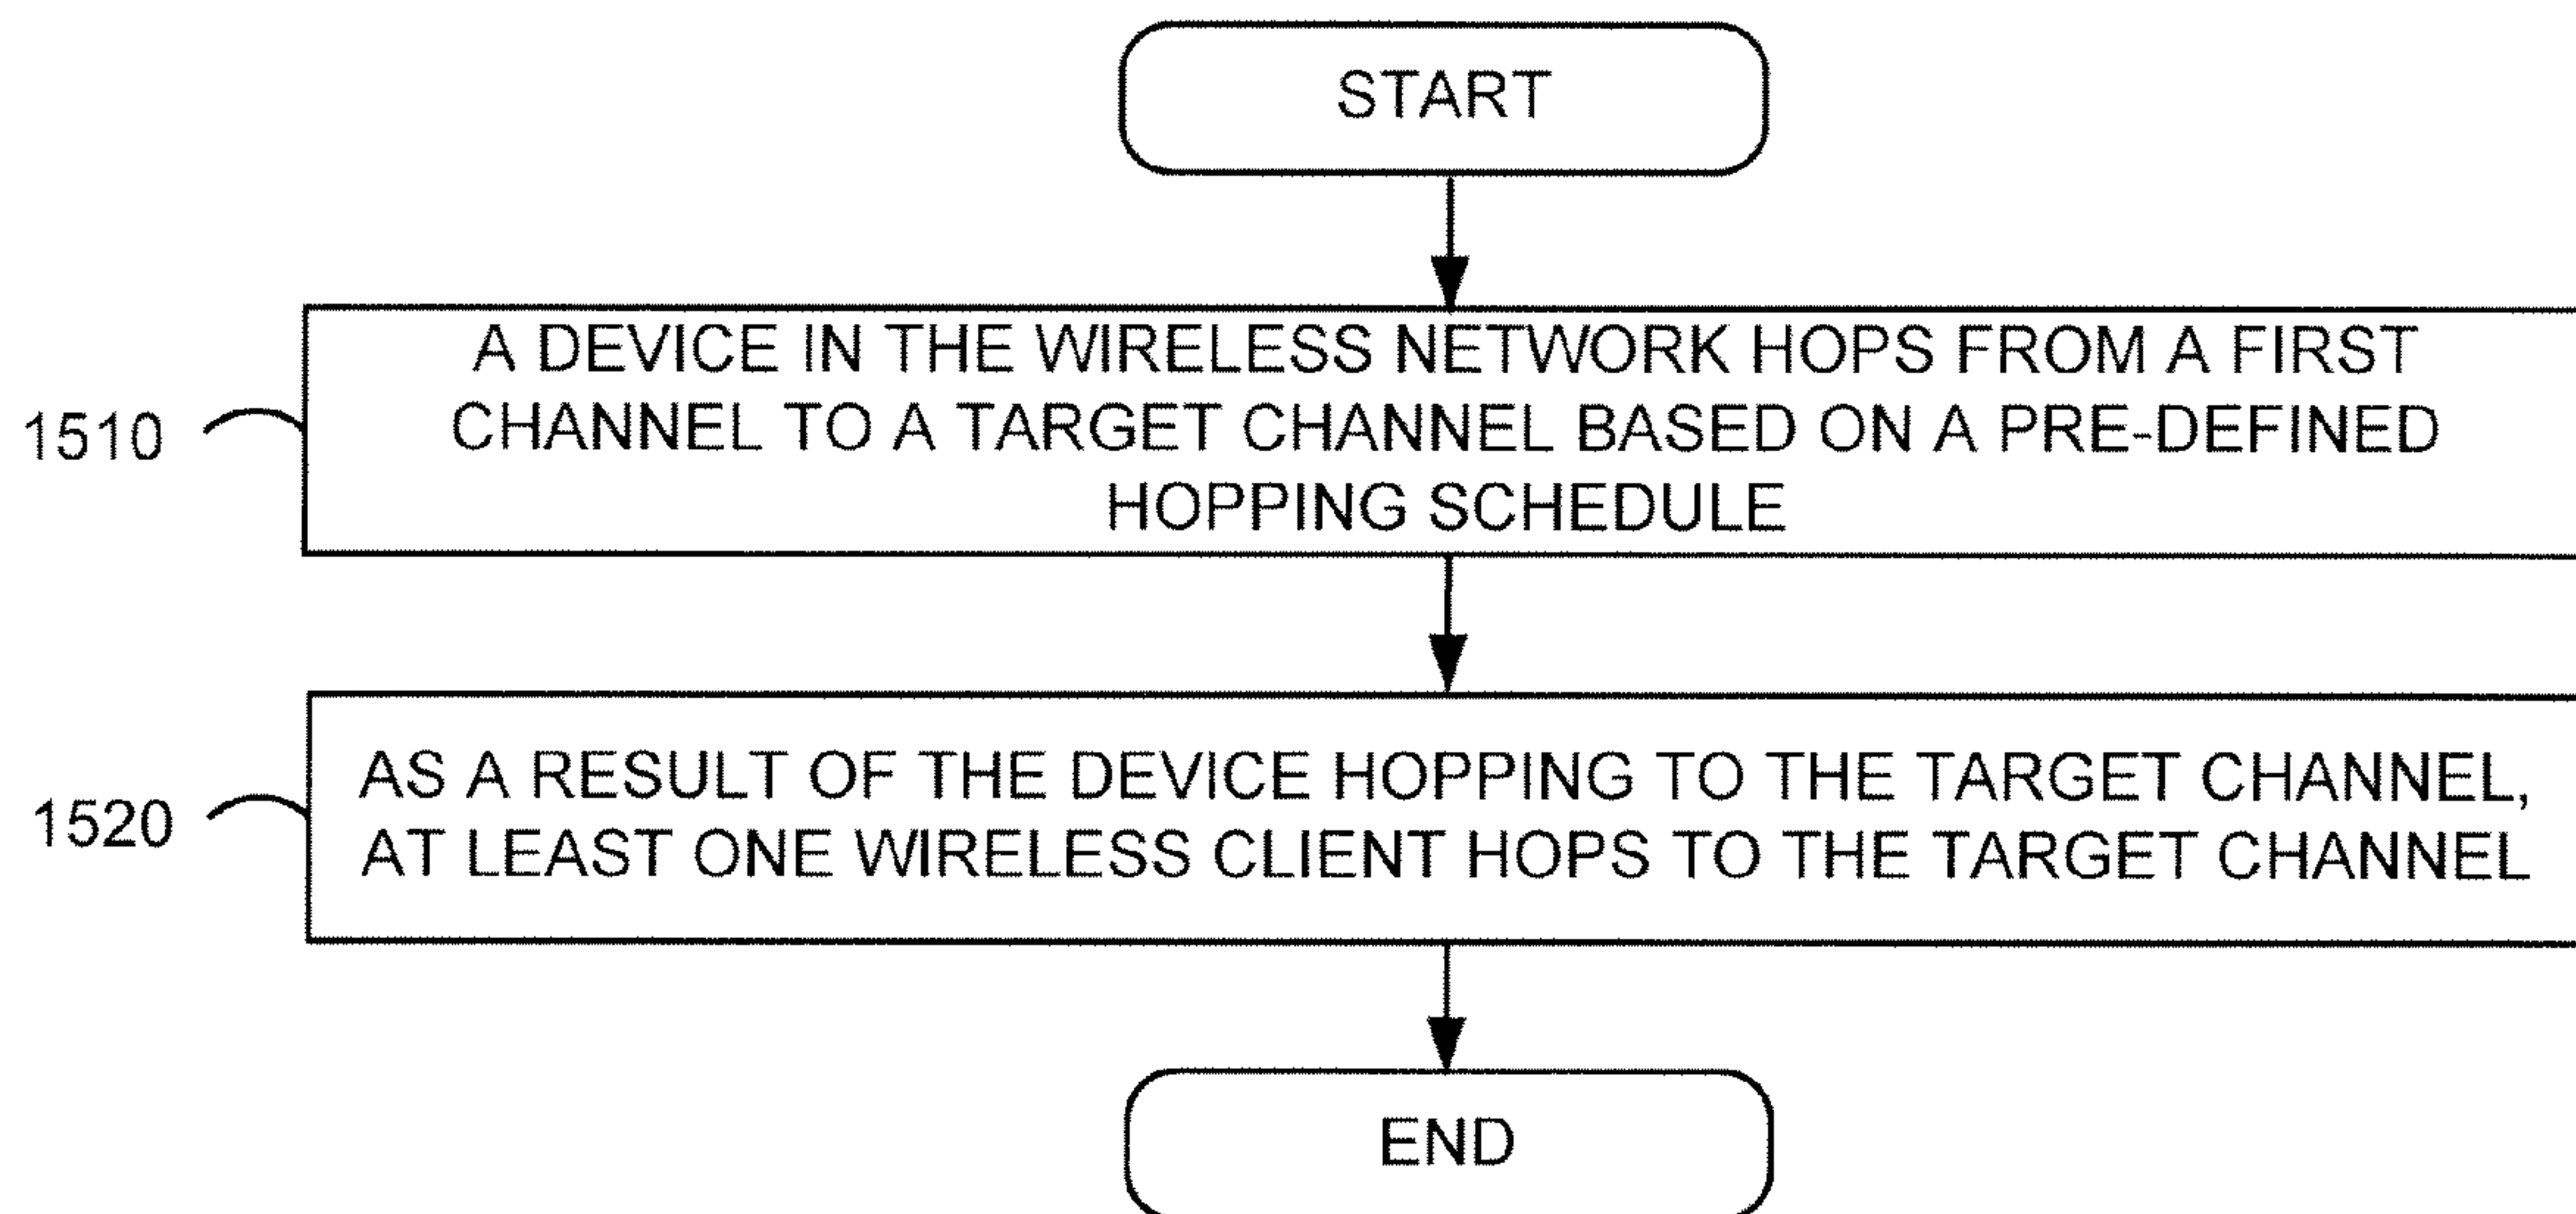 START
A DEVICE IN THE WIRELESS NETWORK HOPS FROM A FIRST
CHANNEL TO A TARGET CHANNEL BASED ON A PRE-DEFINED
HOPPING SCHEDULE
1510
AS A RESULT OF THE DEVICE HOPPING TO THE TARGET CHANNEL,
AT LEAST ONE WIRELESS CLIENT HOPS TO THE TARGET CHANNEL
1520
END